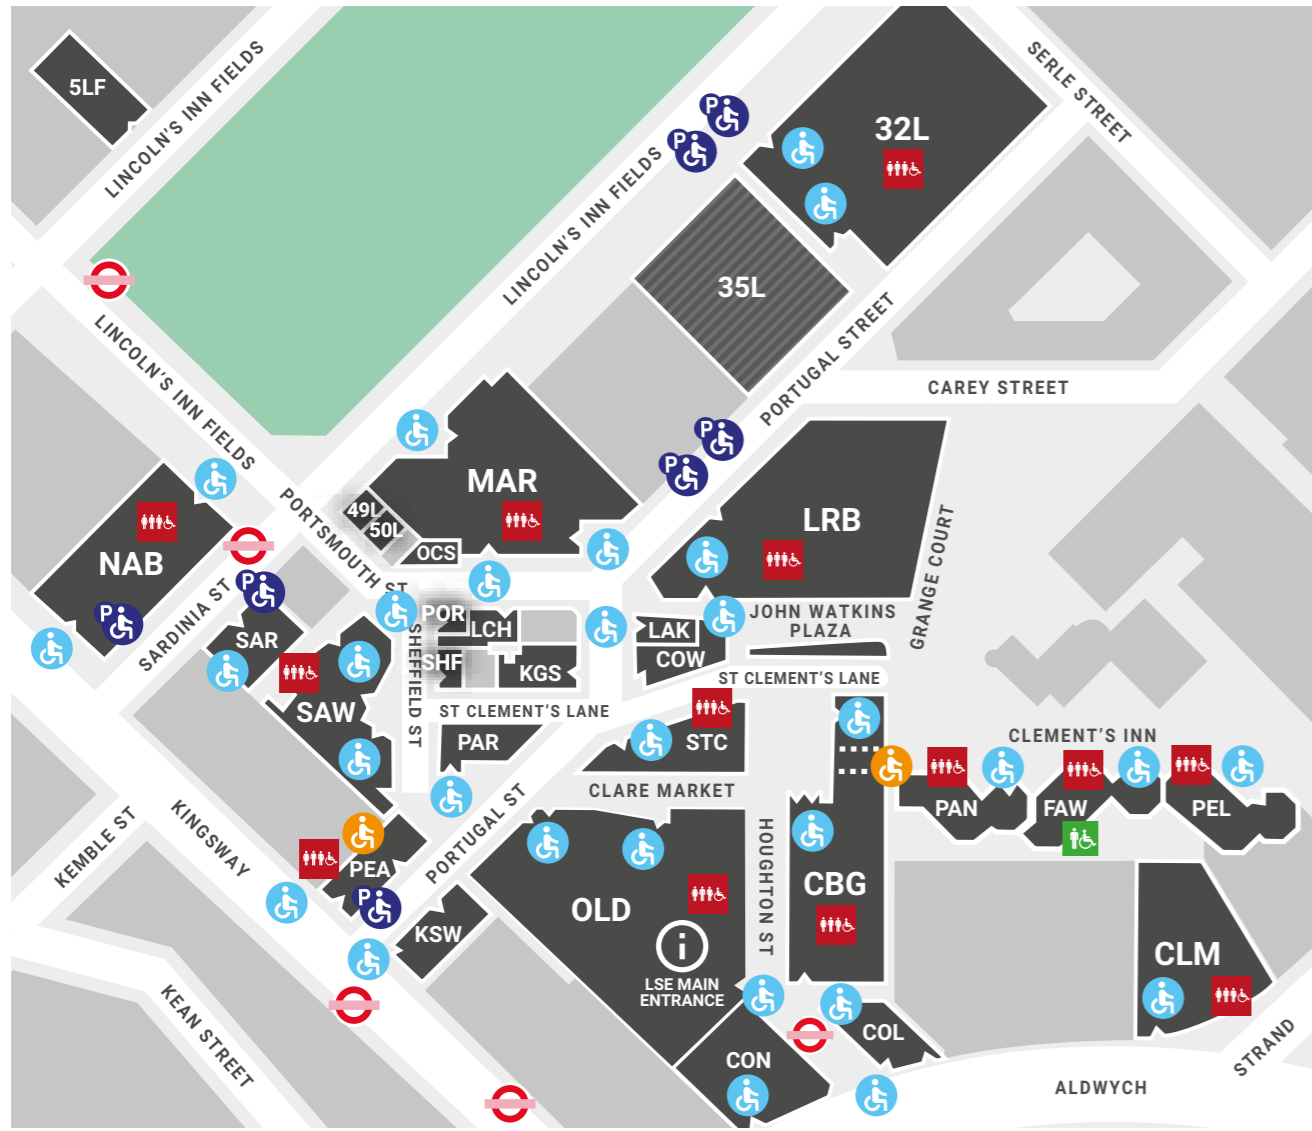 5LF
LINCOLN'S INN FIELDS
SERLE STREET
P
P
32L
LINCOLN'S INN FIELDS
35L
LINCOLN'S INN FIELDS
PORTUGAL STREET
CAREY STREET
P
P
MAR
49L
50L
OCS
NAB
PORTSMOUTH ST
LRB
GRANGE COURT
P
P
SARDINIA ST
SAR
POR
LCH
SHF
KGS
SHEFFIELD ST
LAK
COW
JOHN WATKINS
PLAZA
ST CLEMENT'S LANE
SAW
ST CLEMENT'S LANE
PAR
STC
CLEMENT'S INN
CLARE MARKET
PAN
FAW
PEL
KEMBLE ST
KINGSWAY
PORTUGAL ST
HOUGHTON ST
PEA
P
KSW
OLD
CBG
i
LSE MAIN
ENTRANCE
CLM
KEAN STREET
COL
CON
STRAND
ALDWYCH